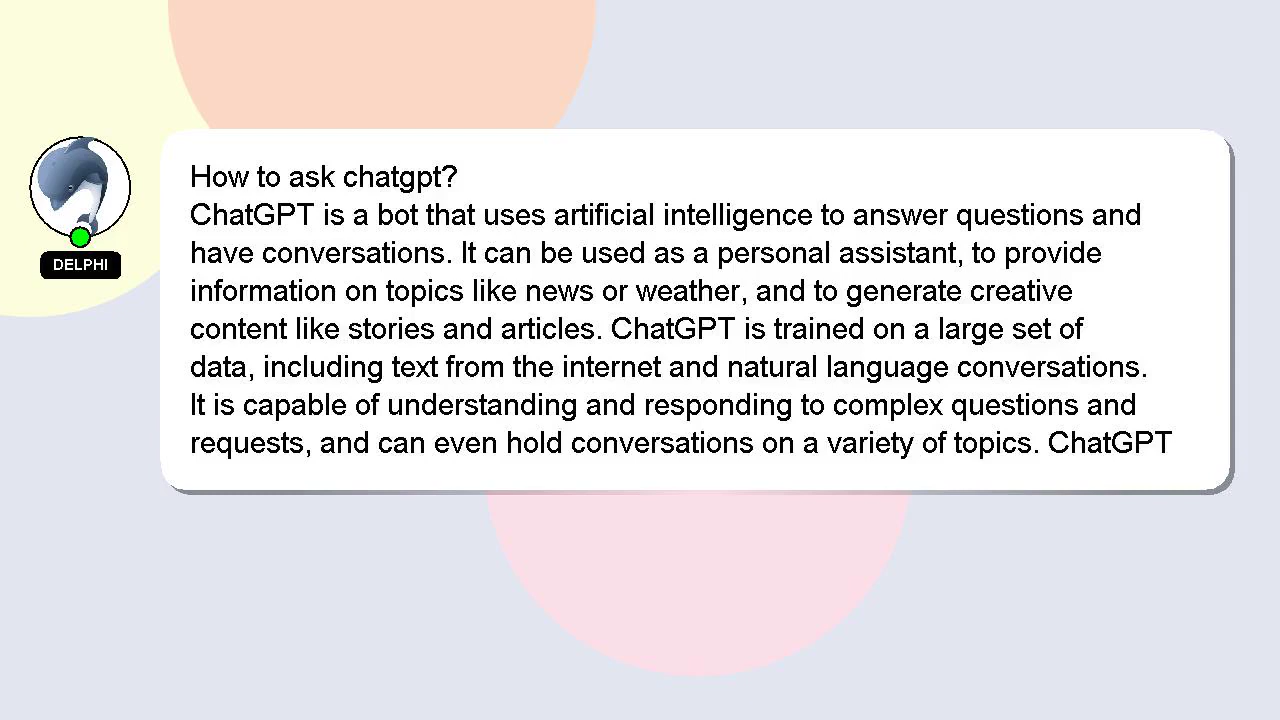 How to ask chatgpt?
ChatGPT is a bot that uses artificial intelligence to answer questions and
have conversations. It can be used as a personal assistant, to provide
information on topics like news or weather, and to generate creative
content like stories and articles. ChatGPT is trained on a large set of
data, including text from the internet and natural language conversations.
It is capable of understanding and responding to complex questions and
requests, and can even hold conversations on a variety of topics. ChatGPT
DELPHI